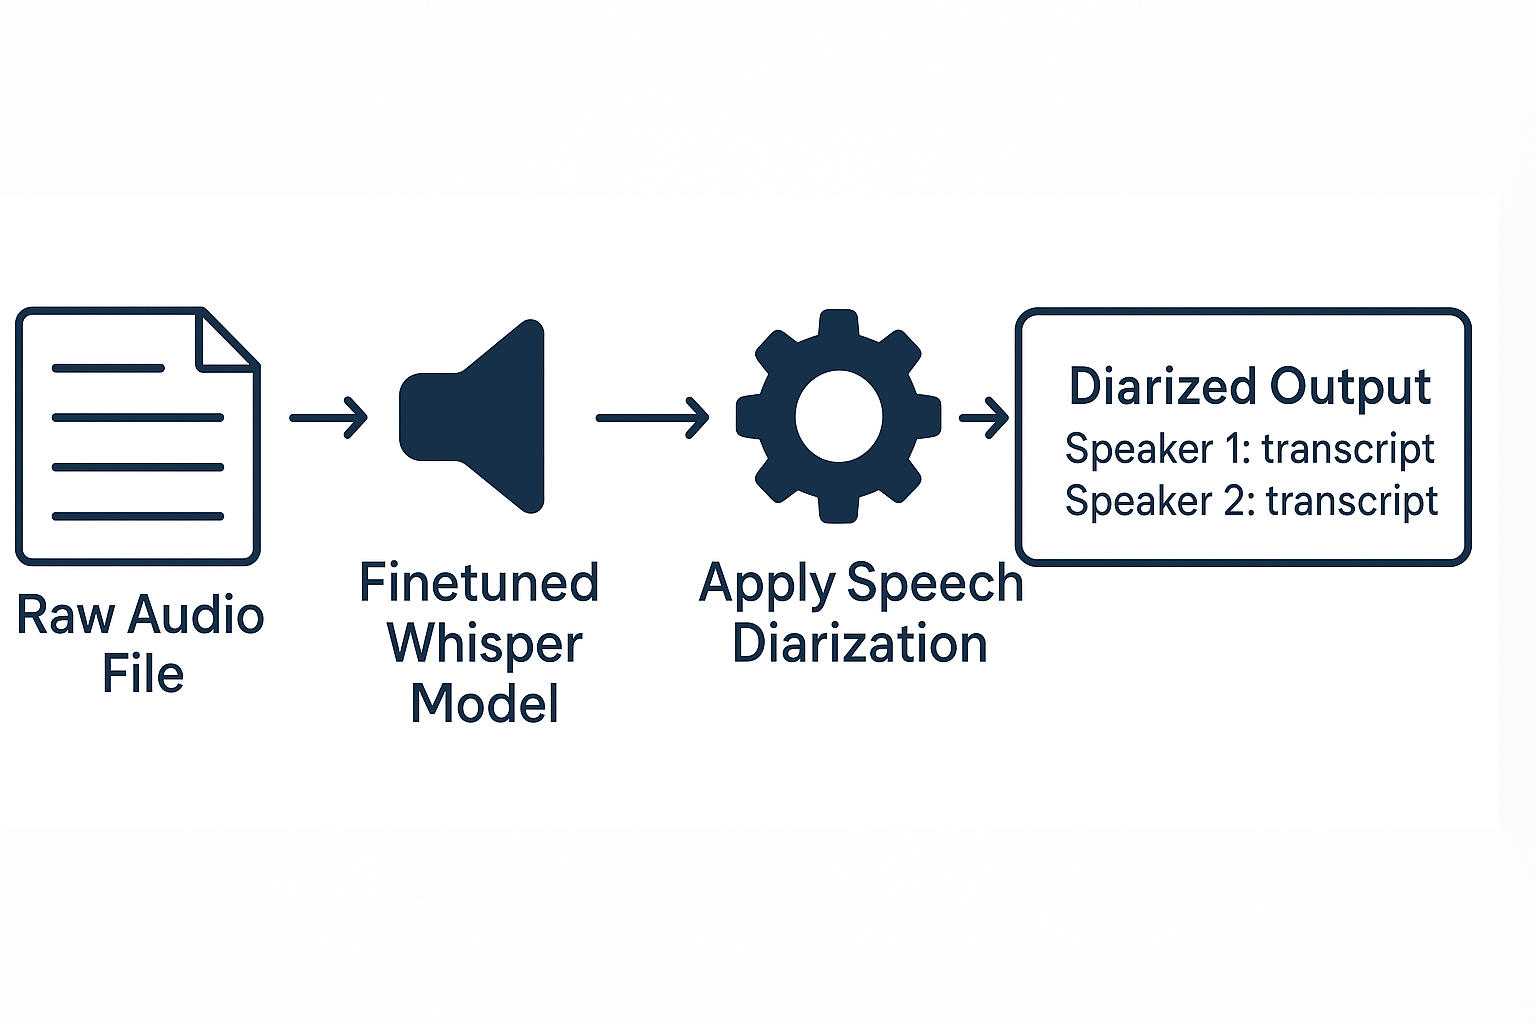 Raw Audio
File
Finetuned
Whisper
Model
Apply Speech
Diarization
Diarized Output
Speaker 1: transcript
Speaker 2: transcript